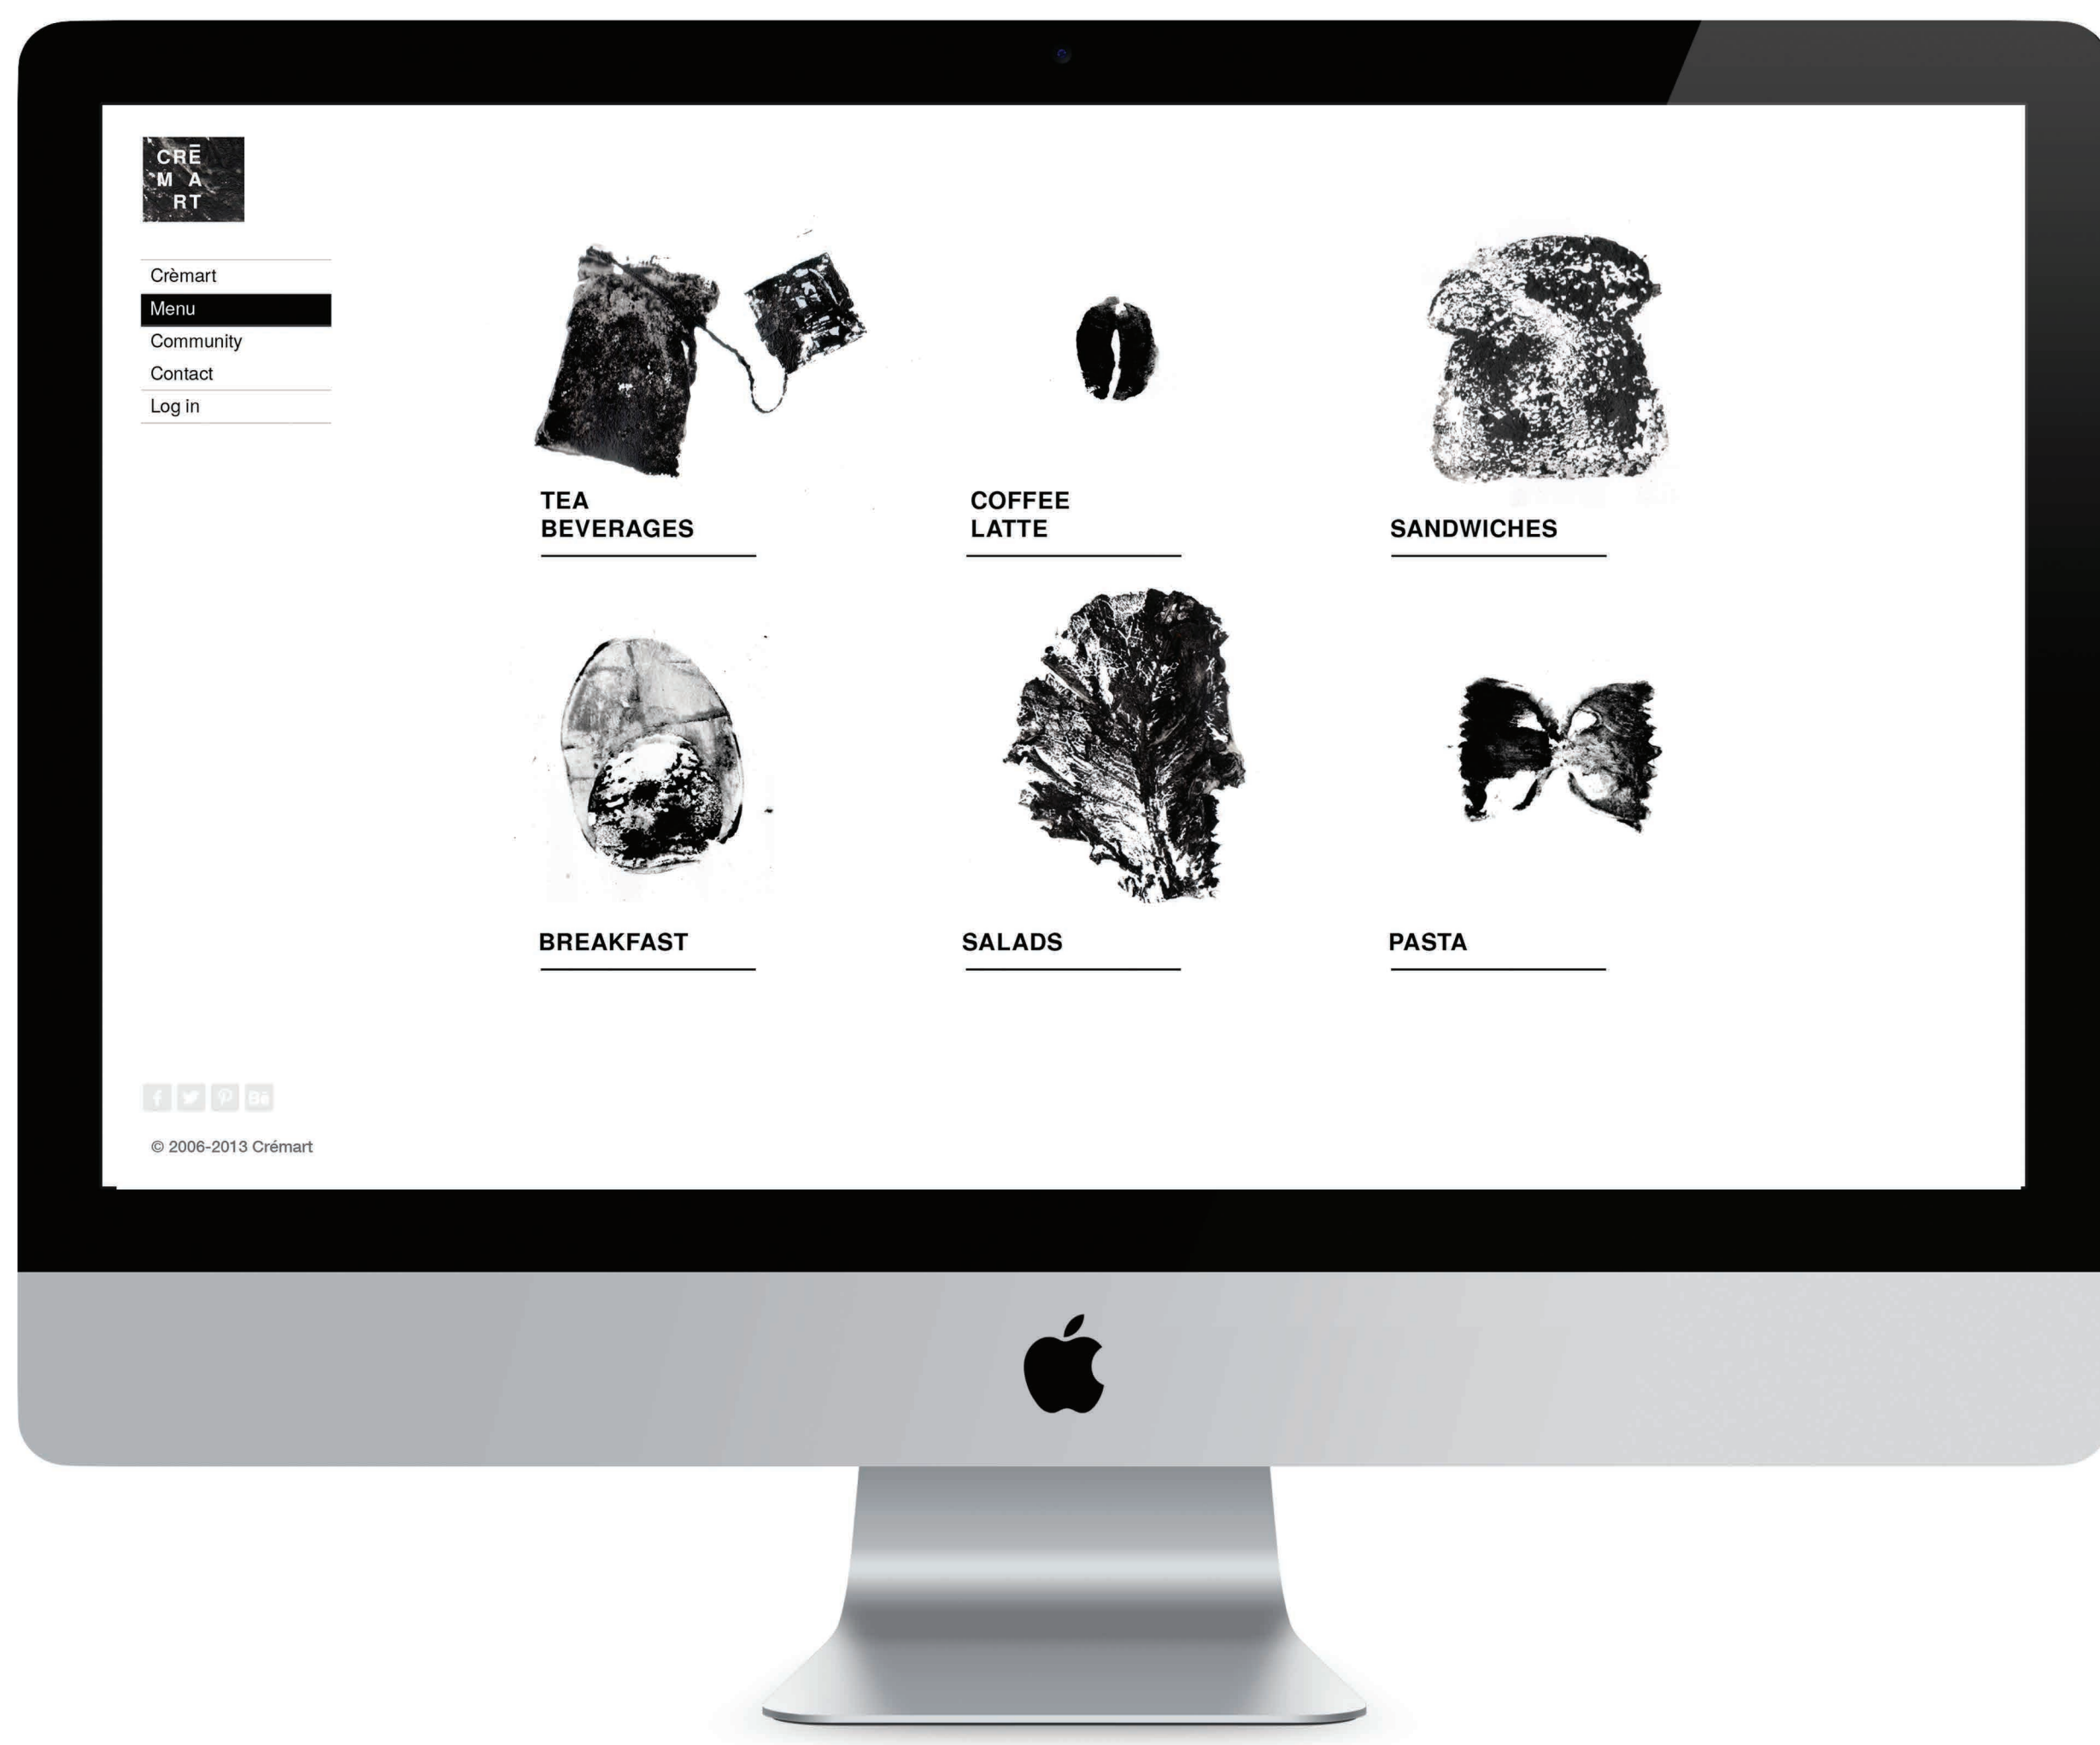 CRĒ
M A
RT
Crèmart
Menu
Community
Contact
Log in
TEA
BEVERAGES
COFFEE
LATTE
SANDWICHES
BREAKFAST
SALADS
PASTA
f
Bē
© 2006-2013 Crémart